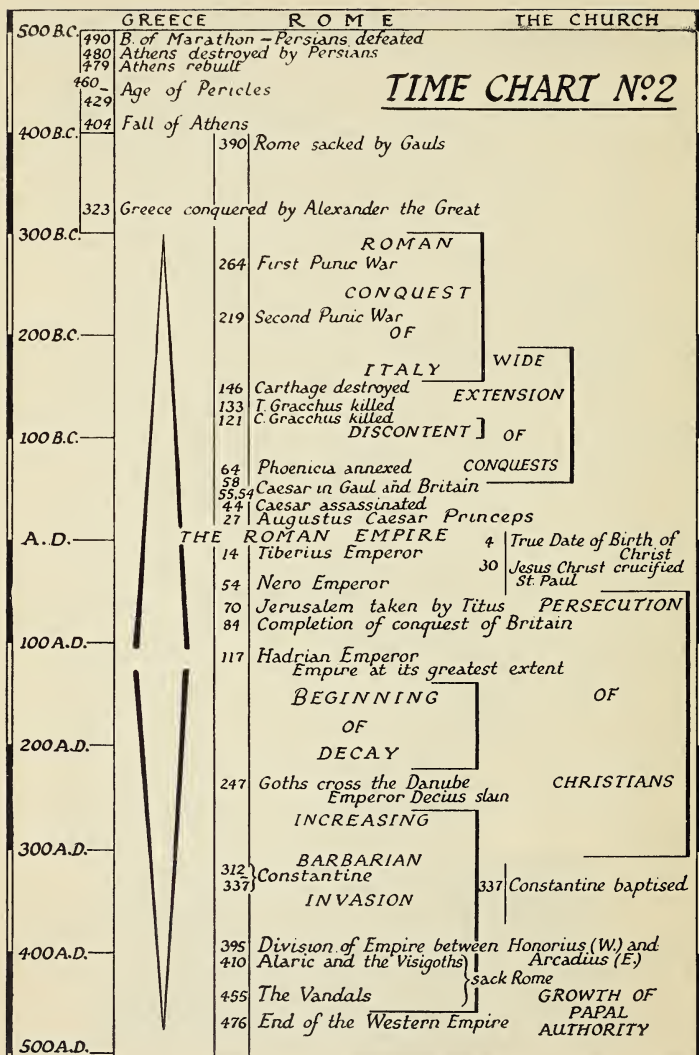 GREECE ROME THE CHURCH
500 B.C.
490 B. of Marathon – Persians defeated
480 Athens destroyed by Persians
479 Athens rebuilt
460–
429 Age of Pericles
TIME CHART Nº2
400 B.C. 404 Fall of Athens
390 Rome sacked by Gauls
323 Greece conquered by Alexander the Great
300 B.C.
ROMAN
264 First Punic War
CONQUEST
219 Second Punic War
OF
200 B.C.
WIDE
ITALY
146 Carthage destroyed
EXTENSION
133 T. Gracchus killed
121 C. Gracchus killed
100 B.C. DISCONTENT ] OF
64 Phoenicia annexed CONQUESTS
58
55,54 Caesar in Gaul and Britain
44 Caesar assassinated
27 Augustus Caesar Princeps
A.D. THE ROMAN EMPIRE
4 True Date of Birth of
Christ
14 Tiberius Emperor
30 Jesus Christ crucified
St. Paul
54 Nero Emperor
70 Jerusalem taken by Titus PERSECUTION
84 Completion of conquest of Britain
100 A.D.
117 Hadrian Emperor
Empire at its greatest extent
BEGINNING OF
OF
200 A.D. DECAY
247 Goths cross the Danube CHRISTIANS
Emperor Decius slain
INCREASING
300 A.D.
BARBARIAN
312–
337 } Constantine 337 Constantine baptised
INVASION
400 A.D.
395 Division of Empire between Honorius (W.) and
Arcadius (E.)
410 Alaric and the Visigoths
sack Rome
455 The Vandals
GROWTH OF
PAPAL
AUTHORITY
476 End of the Western Empire
500 A.D.